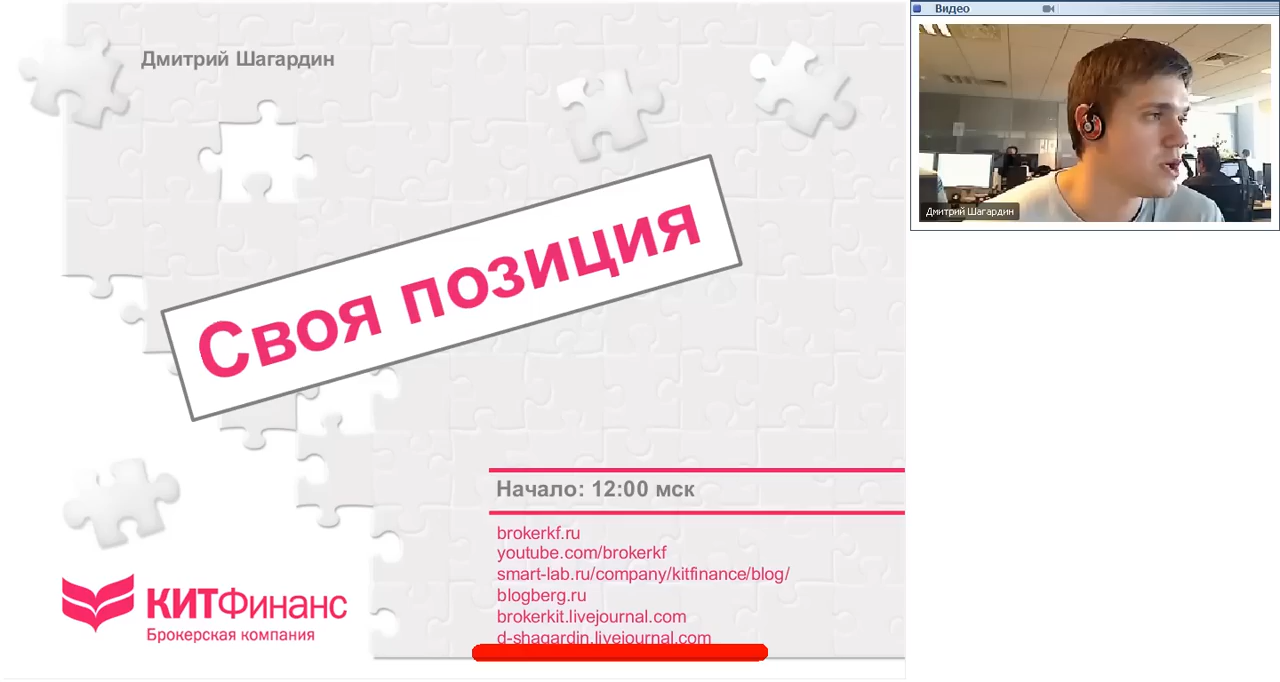 Дмитрий Шагардин
Своя позиция
Начало: 12:00 мск
brokerkf.ru
youtube.com/brokerkf
smart-lab.ru/company/kitfinance/blog/
blogberg.ru
brokerkit.livejournal.com
d-shagardin.livejournal.com
КИТФинанс
Брокерская компания
Видео
Дмитрий Шагардин